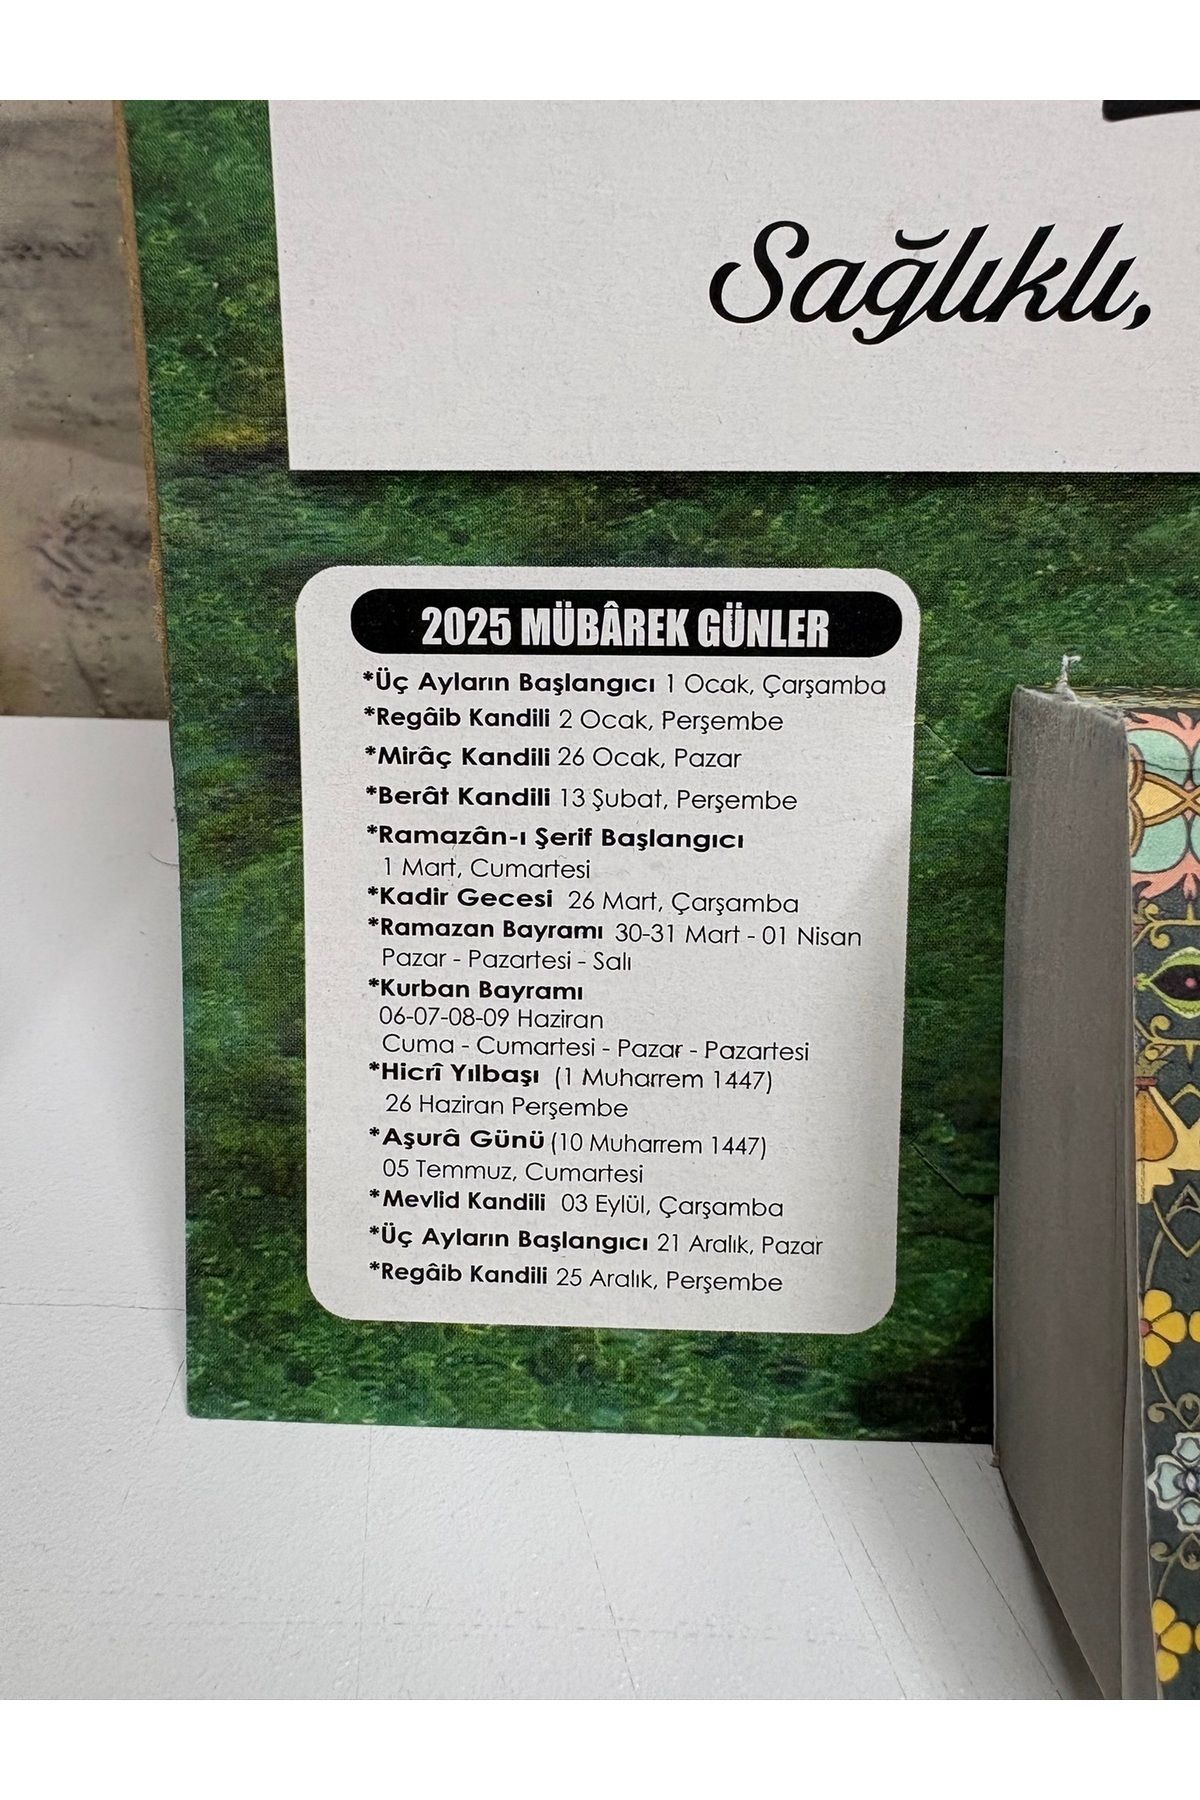 Sağlıklı,
2025 MÜBÂREK GÜNLER
*Üç Ayların Başlangıcı 1 Ocak, Çarşamba
*Regâib Kandili 2 Ocak, Perşembe
*Mirâç Kandili 26 Ocak, Pazar
*Berât Kandili 13 Şubat, Perşembe
*Ramazân-ı Şerif Başlangıcı
1 Mart, Cumartesi
*Kadir Gecesi 26 Mart, Çarşamba
*Ramazan Bayramı 30-31 Mart - 01 Nisan
Pazar - Pazartesi - Salı
*Kurban Bayramı
06-07-08-09 Haziran
Cuma - Cumartesi - Pazar - Pazartesi
*Hicrî Yılbaşı (1 Muharrem 1447)
26 Haziran Perşembe
*Aşurâ Günü (10 Muharrem 1447)
05 Temmuz, Cumartesi
*Mevlid Kandili 03 Eylül, Çarşamba
*Üç Ayların Başlangıcı 21 Aralık, Pazar
*Regâib Kandili 25 Aralık, Perşembe